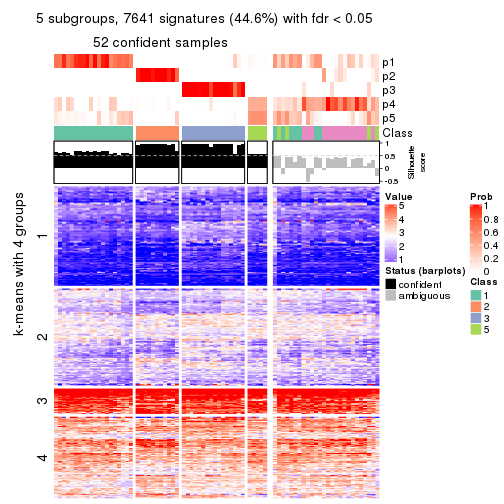 5 subgroups, 7641 signatures (44.6%) with fdr < 0.05
52 confident samples
p1
p2
p3
p4
p5
Class
1
0.5
0
-0.5
Silhouette
score
k-means with 4 groups
1
2
3
4
Value
5
4
3
2
1
Status (barplots)
confident
ambiguous
Prob
1
0.8
0.6
0.4
0.2
0
Class
1
2
3
5